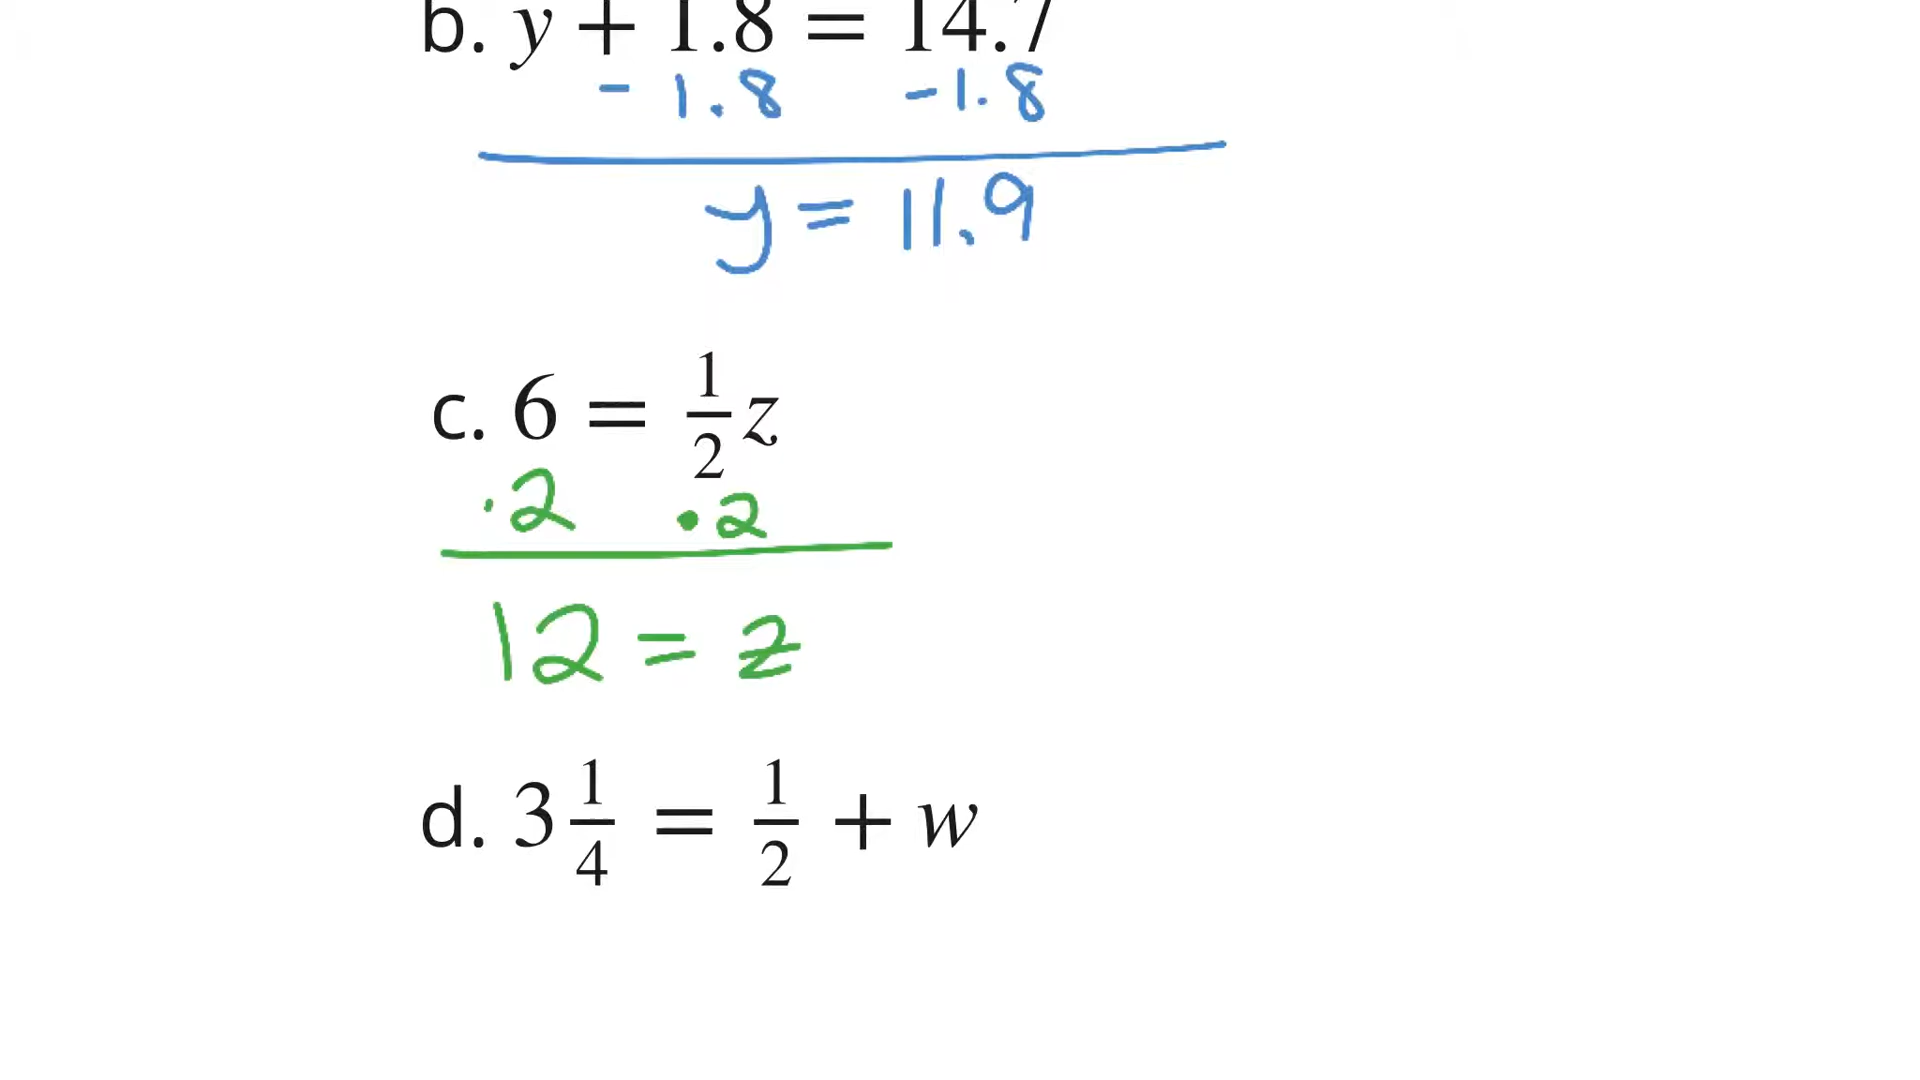 b. y + 1.8 = 14.7
- 1.8 -1.8
y = 11.9
c. 6 = 1/2 z
·2 ·2
12 = z
d. 3 1/4 = 1/2 + w